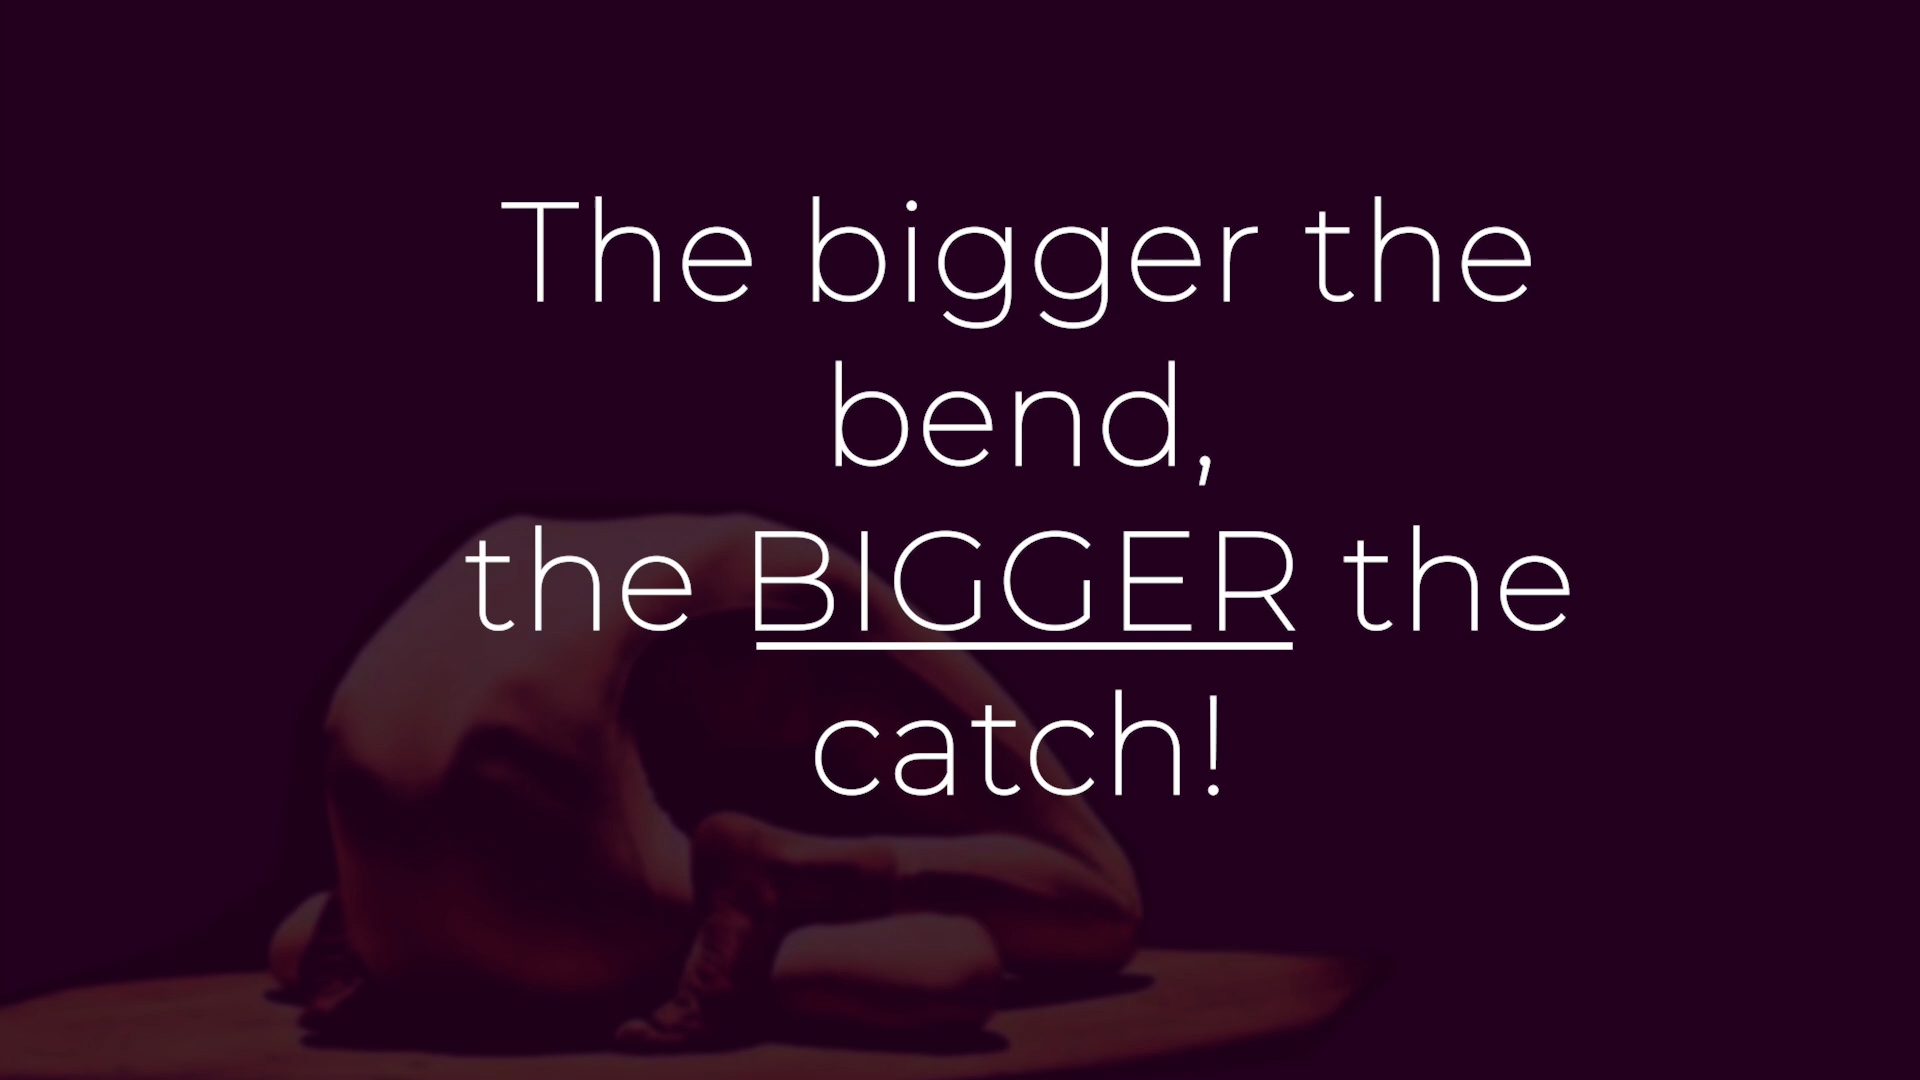 The bigger the
bend,
the BIGGER the
catch!